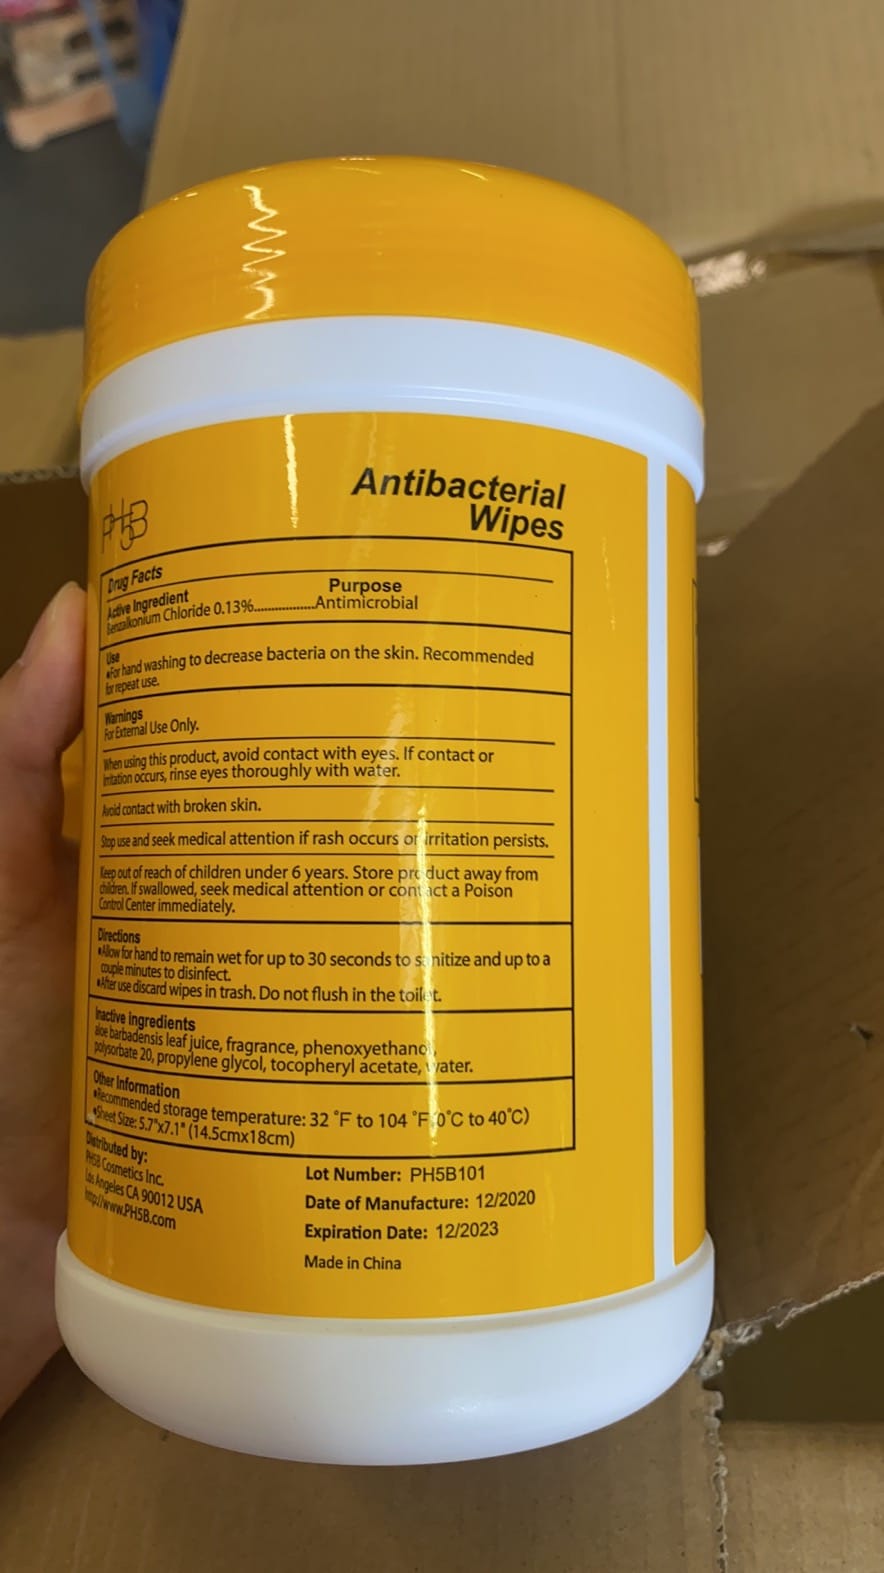 PH5B
Antibacterial
Wipes
Drug Facts
Active Ingredient
Purpose
Benzalkonium Chloride 0.13%.................Antimicrobial
Use
•For hand washing to decrease bacteria on the skin. Recommended
for repeat use.
Warnings
For External Use Only.
When using this product, avoid contact with eyes. If contact or
irritation occurs, rinse eyes thoroughly with water.
Avoid contact with broken skin.
Stop use and seek medical attention if rash occurs or irritation persists.
Keep out of reach of children under 6 years. Store product away from
children. If swallowed, seek medical attention or contact a Poison
Control Center immediately.
Directions
•Allow for hand to remain wet for up to 30 seconds to sanitize and up to a
couple minutes to disinfect.
•After use discard wipes in trash. Do not flush in the toilet.
Inactive ingredients
aloe barbadensis leaf juice, fragrance, phenoxyethanol,
polysorbate 20, propylene glycol, tocopheryl acetate, water.
Other Information
•Recommended storage temperature: 32 °F to 104 °F(0°C to 40°C)
•Sheet Size: 5.7"x7.1" (14.5cmx18cm)
Distributed by:
PH5B Cosmetics Inc.
Los Angeles CA 90012 USA
http://www.PH5B.com
Lot Number: PH5B101
Date of Manufacture: 12/2020
Expiration Date: 12/2023
Made in China